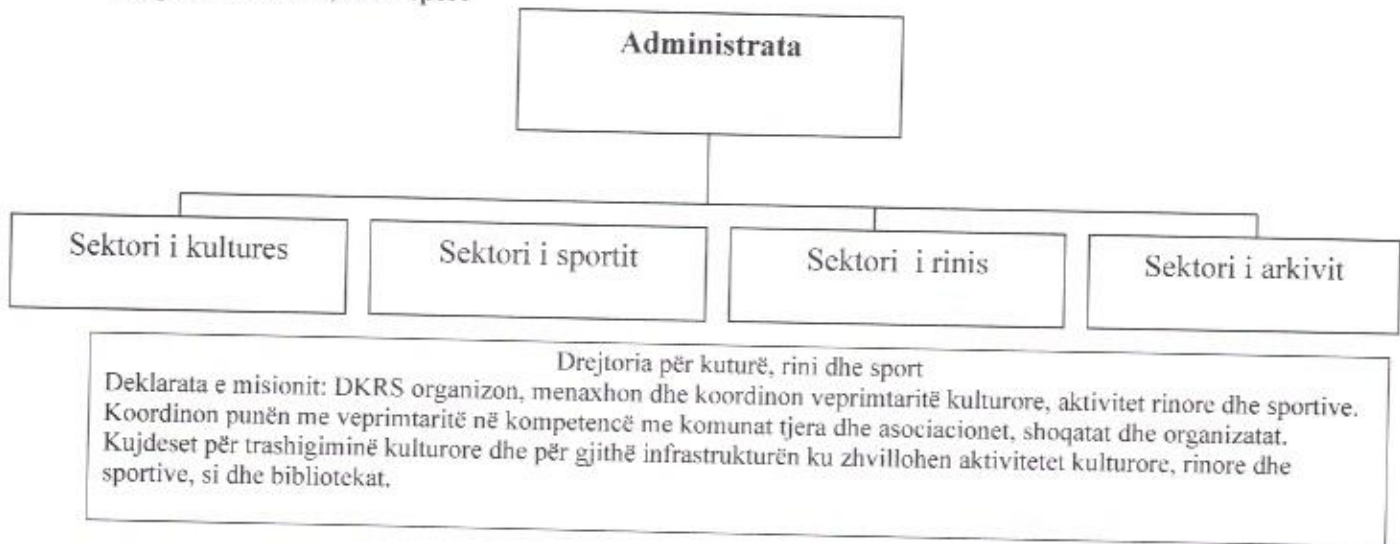 Administrata
Sektori i kultures
Sektori i sportit
Sektori i rinis
Sektori i arkivit
Drejtoria për kuturë, rini dhe sport
Deklarata e misionit: DKRS organizon, menaxhon dhe koordinon veprimtaritë kulturore, aktivitet rinore dhe sportive.
Koordinon punën me veprimtaritë në kompetencë me komunat tjera dhe asociacionet, shoqatat dhe organizatat.
Kujdeset për trashigiminë kulturore dhe për gjithë infrastrukturën ku zhvillohen aktivitetet kulturore, rinore dhe
sportive, si dhe bibliotekat.